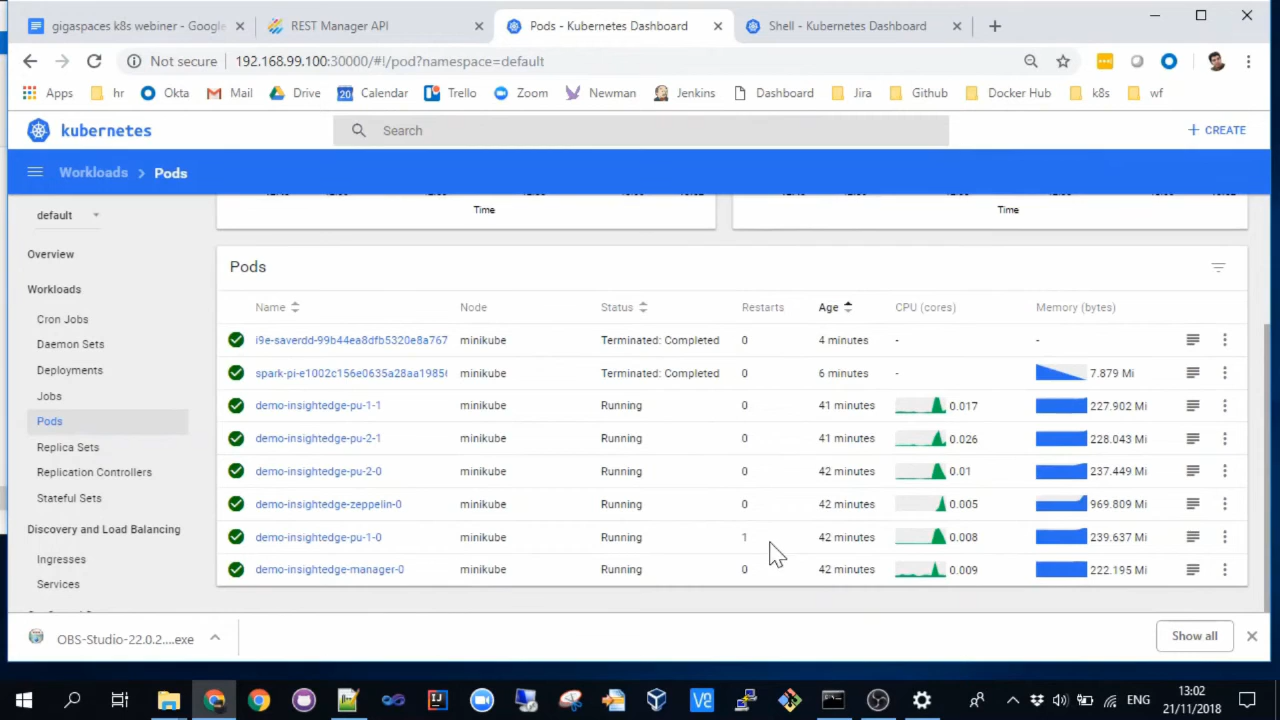 gigaspaces k8s webiner - Google
REST Manager API
Pods - Kubernetes Dashboard
Shell - Kubernetes Dashboard
Not secure
192.168.99.100:30000/#!/pod?namespace=default
Apps
hr
Okta
Mail
Drive
20
Calendar
Trello
Zoom
Newman
Jenkins
Dashboard
Jira
Github
Docker Hub
k8s
wf
kubernetes
Search
+ CREATE
Workloads > Pods
default
Time
Time
Overview
Workloads
Cron Jobs
Daemon Sets
Deployments
Jobs
Pods
Replica Sets
Replication Controllers
Stateful Sets
Discovery and Load Balancing
Ingresses
Services
Pods
Name Node Status Restarts Age CPU (cores) Memory (bytes)
i9e-saverdd-99b44ea8dfb5320e8a767 minikube Terminated: Completed 0 4 minutes - -
spark-pi-e1002c156e0635a28aa1985 minikube Terminated: Completed 0 6 minutes - 7.879 Mi
demo-insightedge-pu-1-1 minikube Running 0 41 minutes 0.017 227.902 Mi
demo-insightedge-pu-2-1 minikube Running 0 41 minutes 0.026 228.043 Mi
demo-insightedge-pu-2-0 minikube Running 0 42 minutes 0.01 237.449 Mi
demo-insightedge-zeppelin-0 minikube Running 0 42 minutes 0.005 969.809 Mi
demo-insightedge-pu-1-0 minikube Running 1 42 minutes 0.008 239.637 Mi
demo-insightedge-manager-0 minikube Running 0 42 minutes 0.009 222.195 Mi
OBS-Studio-22.0.2....exe
Show all
ENG
13:02
21/11/2018